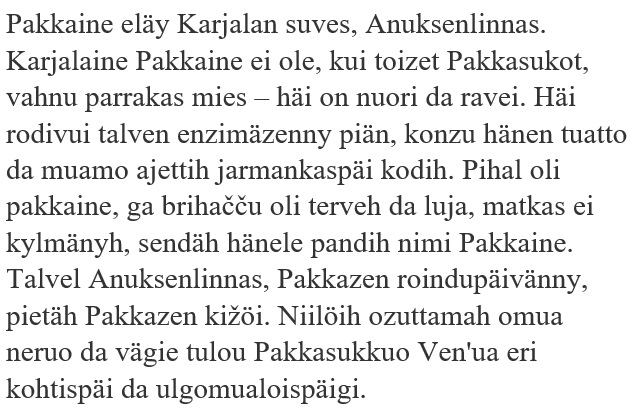 Pakkaine eläy Karjalan suves, Anuksenlinnas.
Karjalaine Pakkaine ei ole, kui toizet Pakkasukot,
vahnu parrakas mies – häi on nuori da ravei. Häi
rodivui talven enzimäzenny piän, konzu hänen tuatto
da muamo ajettih jarmankaspäi kodih. Pihal oli
pakkaine, ga brihačču oli terveh da luja, matkas ei
kylmänyh, sendäh hänele pandih nimi Pakkaine.
Talvel Anuksenlinnas, Pakkazen roindupäivänny,
pietäh Pakkazen kižöi. Niilöih ozuttamah omua
neruo da vägie tulou Pakkasukkuo Ven'ua eri
kohtispäi da ulgomualoispäigi.